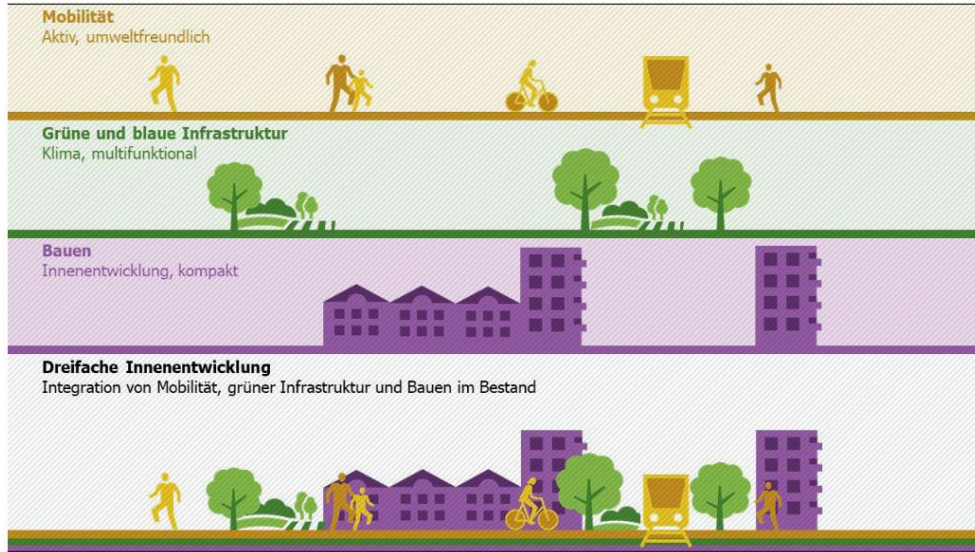 Mobilität
Aktiv, umweltfreundlich
Grüne und blaue Infrastruktur
Klima, multifunktional
Bauen
Innenentwicklung, kompakt
Dreifache Innenentwicklung
Integration von Mobilität, grüner Infrastruktur und Bauen im Bestand